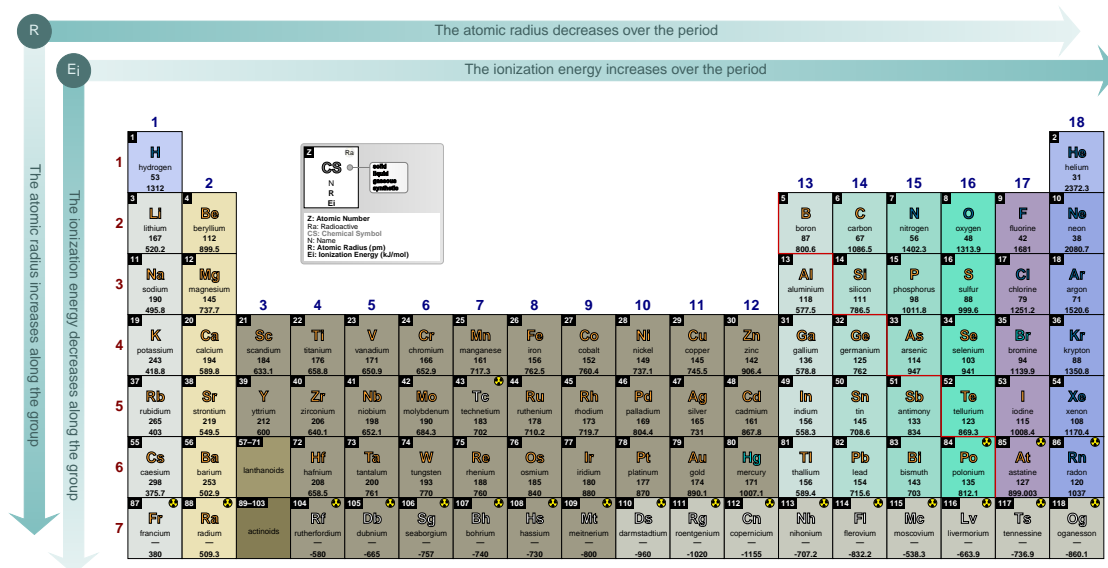 R
The atomic radius decreases over the period
Ei
The ionization energy increases over the period
The atomic radius increases along the group
The ionization energy decreases along the group
1
18
1
1
H
hydrogen
53
1312
Z
Ra
CS
N
R
Ei
solid
liquid
gaseous
synthetic
Z: Atomic Number
Ra: Radioactive
CS: Chemical Symbol
N: Name
R: Atomic Radius (pm)
Ei: Ionization Energy (kJ/mol)
2
He
helium
31
2372.3
2
13
14
15
16
17
2
3
Li
lithium
167
520.2
4
Be
beryllium
112
899.5
5
B
boron
87
800.6
6
C
carbon
67
1086.5
7
N
nitrogen
56
1402.3
8
O
oxygen
48
1313.9
9
F
fluorine
42
1681
10
Ne
neon
38
2080.7
3
11
Na
sodium
190
495.8
12
Mg
magnesium
145
737.7
13
Al
aluminium
118
577.5
14
Si
silicon
111
786.5
15
P
phosphorus
98
1011.8
16
S
sulfur
88
999.6
17
Cl
chlorine
79
1251.2
18
Ar
argon
71
1520.6
3
4
5
6
7
8
9
10
11
12
4
19
K
potassium
243
418.8
20
Ca
calcium
194
589.8
21
Sc
scandium
184
633.1
22
Ti
titanium
176
658.8
23
V
vanadium
171
650.9
24
Cr
chromium
166
652.9
25
Mn
manganese
161
717.3
26
Fe
iron
156
762.5
27
Co
cobalt
152
760.4
28
Ni
nickel
149
737.1
29
Cu
copper
145
745.5
30
Zn
zinc
142
906.4
31
Ga
gallium
136
578.8
32
Ge
germanium
125
762
33
As
arsenic
114
947
34
Se
selenium
103
941
35
Br
bromine
94
1139.9
36
Kr
krypton
88
1350.8
5
37
Rb
rubidium
265
403
38
Sr
strontium
219
549.5
39
Y
yttrium
212
600
40
Zr
zirconium
206
640.1
41
Nb
niobium
198
652.1
42
Mo
molybdenum
190
684.3
43
Tc
technetium
183
702
44
Ru
ruthenium
178
710.2
45
Rh
rhodium
173
719.7
46
Pd
palladium
169
804.4
47
Ag
silver
165
731
48
Cd
cadmium
161
867.8
49
In
indium
156
558.3
50
Sn
tin
145
708.6
51
Sb
antimony
133
834
52
Te
tellurium
123
869.3
53
I
iodine
115
1008.4
54
Xe
xenon
108
1170.4
6
55
Cs
caesium
298
375.7
56
Ba
barium
253
502.9
57–71
lanthanoids
72
Hf
hafnium
208
658.5
73
Ta
tantalum
200
761
74
W
tungsten
193
770
75
Re
rhenium
188
760
76
Os
osmium
185
840
77
Ir
iridium
180
880
78
Pt
platinum
177
870
79
Au
gold
174
890.1
80
Hg
mercury
171
1007.1
81
Tl
thallium
156
589.4
82
Pb
lead
154
715.6
83
Bi
bismuth
143
703
84
Po
polonium
135
812.1
85
At
astatine
127
899.003
86
Rn
radon
120
1037
7
87
Fr
francium
—
380
88
Ra
radium
—
509.3
89–103
actinoids
104
Rf
rutherfordium
—
-580
105
Db
dubnium
—
-665
106
Sg
seaborgium
—
-757
107
Bh
bohrium
—
-740
108
Hs
hassium
—
-730
109
Mt
meitnerium
—
-800
110
Ds
darmstadtium
—
-960
111
Rg
roentgenium
—
-1020
112
Cn
copernicium
—
-1155
113
Nh
nihonium
—
-707.2
114
Fl
flerovium
—
-832.2
115
Mc
moscovium
—
-538.3
116
Lv
livermorium
—
-663.9
117
Ts
tennessine
—
-736.9
118
Og
oganesson
—
-860.1